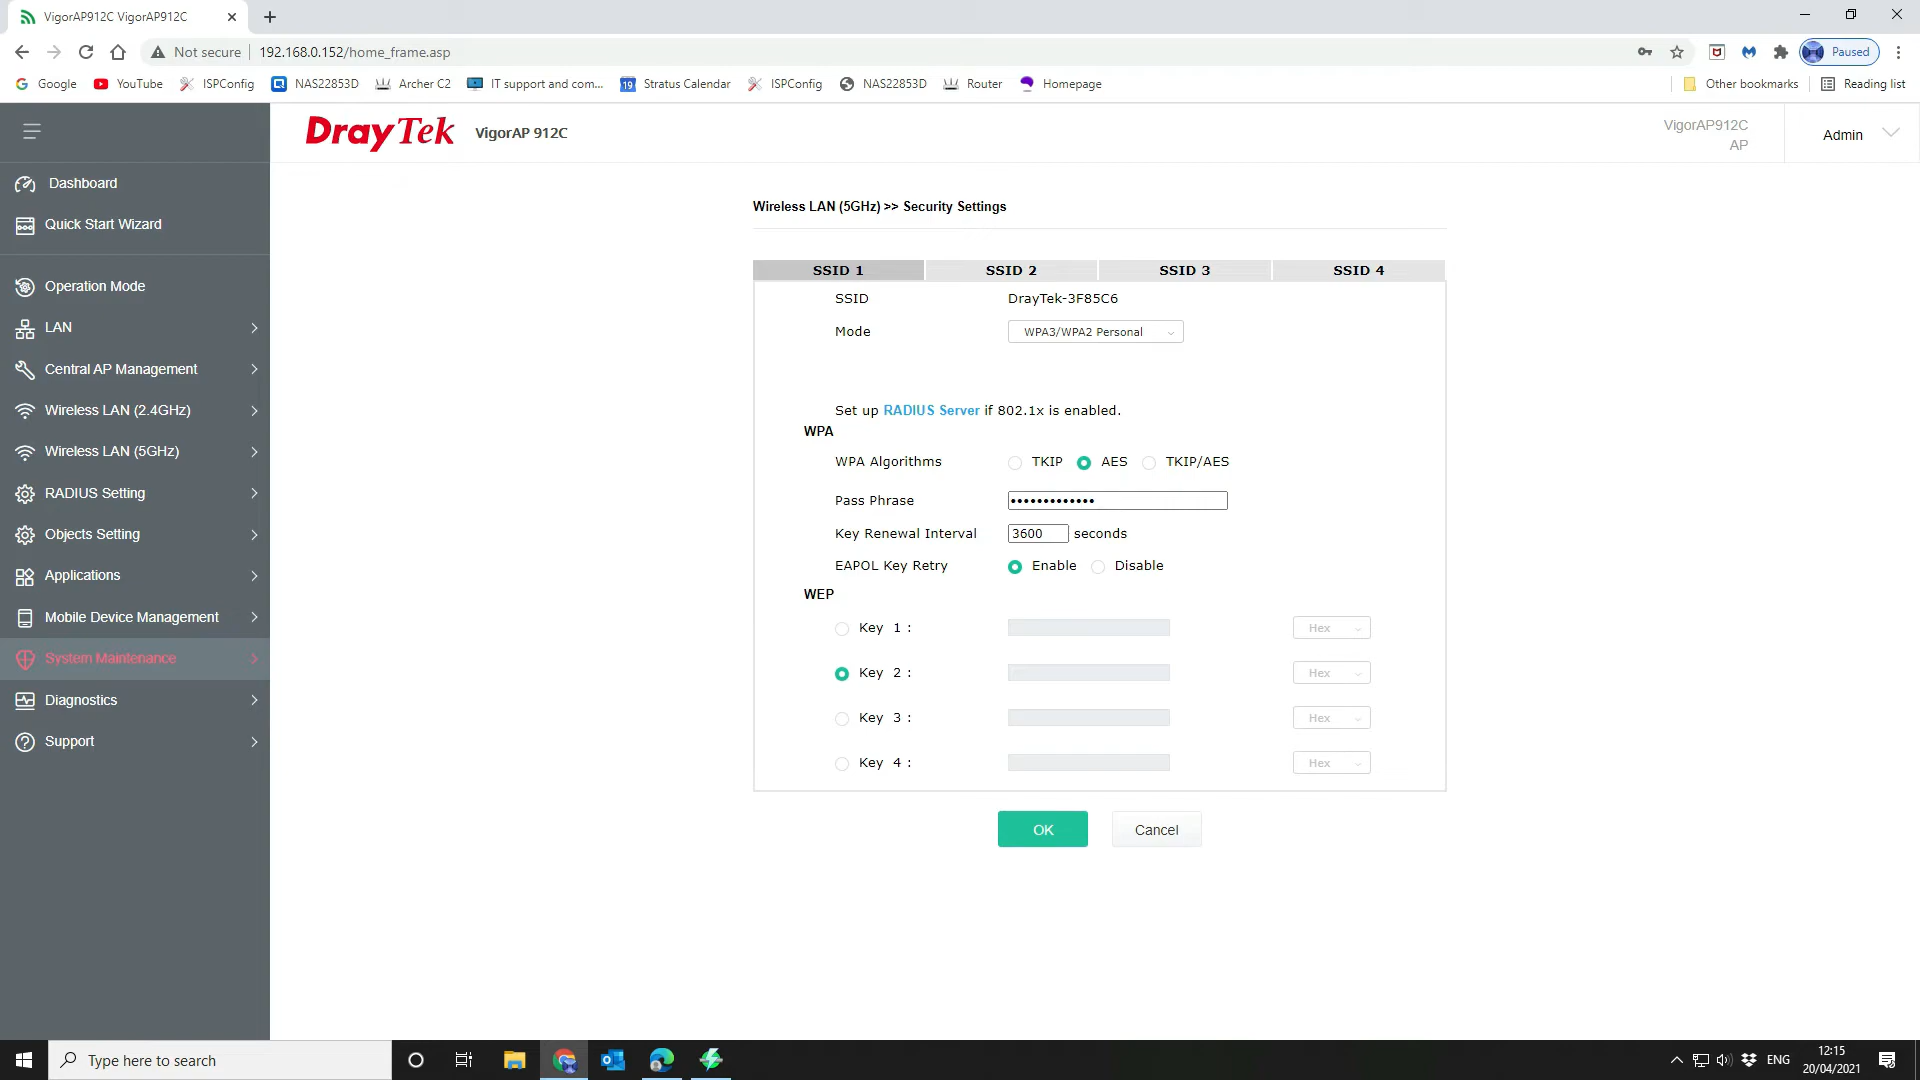 VigorAP912C VigorAP912C
Not secure
192.168.0.152/home_frame.asp
Paused
Google
YouTube
ISPConfig
NAS22853D
Archer C2
IT support and com...
19
Stratus Calendar
ISPConfig
NAS22853D
Router
Homepage
Other bookmarks
Reading list
DrayTek
VigorAP 912C
VigorAP912C
AP
Admin
Dashboard
Quick Start Wizard
Operation Mode
LAN
Central AP Management
Wireless LAN (2.4GHz)
Wireless LAN (5GHz)
RADIUS Setting
Objects Setting
Applications
Mobile Device Management
System Maintenance
Diagnostics
Support
Wireless LAN (5GHz) >> Security Settings
SSID 1
SSID 2
SSID 3
SSID 4
SSID
DrayTek-3F85C6
Mode
WPA3/WPA2 Personal
Set up RADIUS Server if 802.1x is enabled.
WPA
WPA Algorithms
TKIP
AES
TKIP/AES
Pass Phrase
•••••••••••••
Key Renewal Interval
3600 seconds
EAPOL Key Retry
Enable
Disable
WEP
Key 1 :
Hex
Key 2 :
Hex
Key 3 :
Hex
Key 4 :
Hex
OK
Cancel
Type here to search
ENG
12:15
20/04/2021